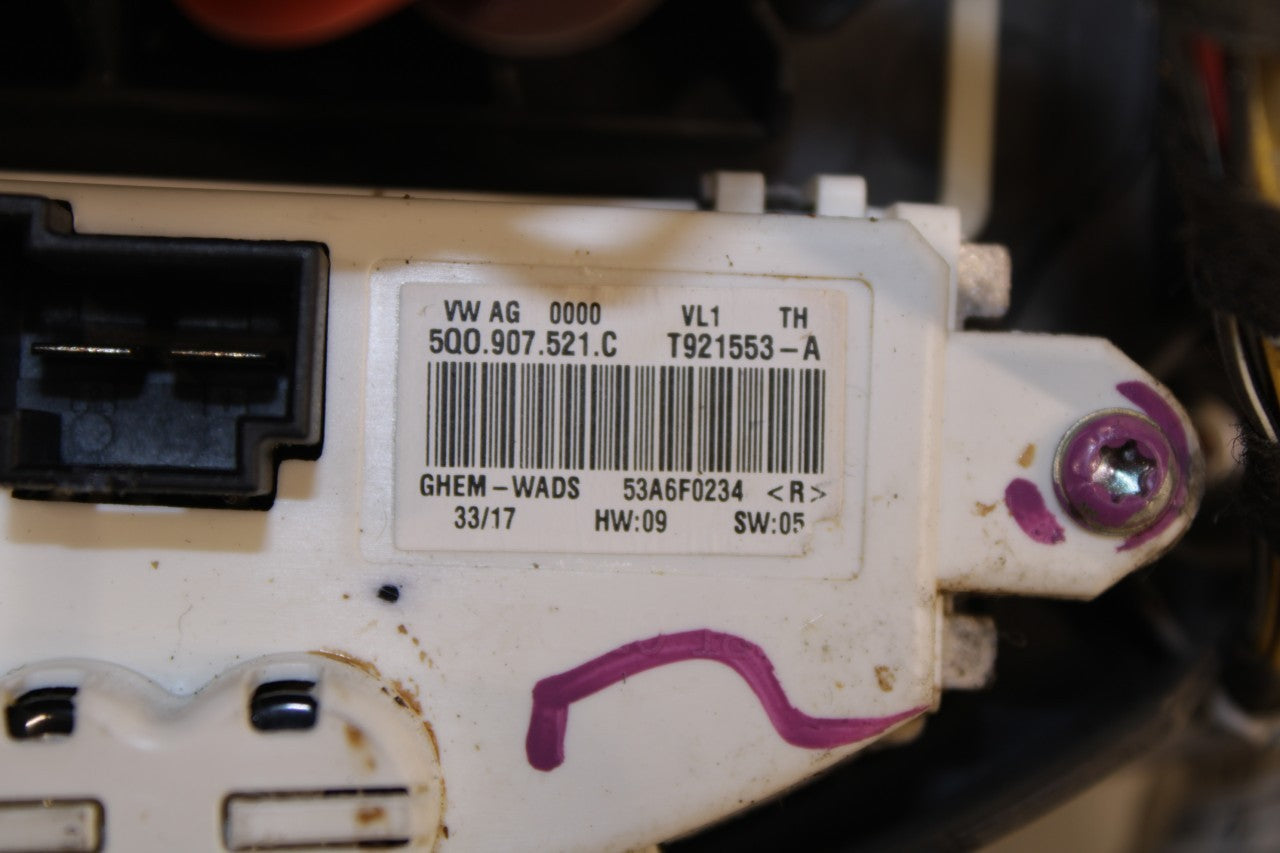 VW AG 0000 VL1 TH
5Q0.907.521.C T921553-A
GHEM-WADS 53A6F0234 <R>
33/17 HW:09 SW:05